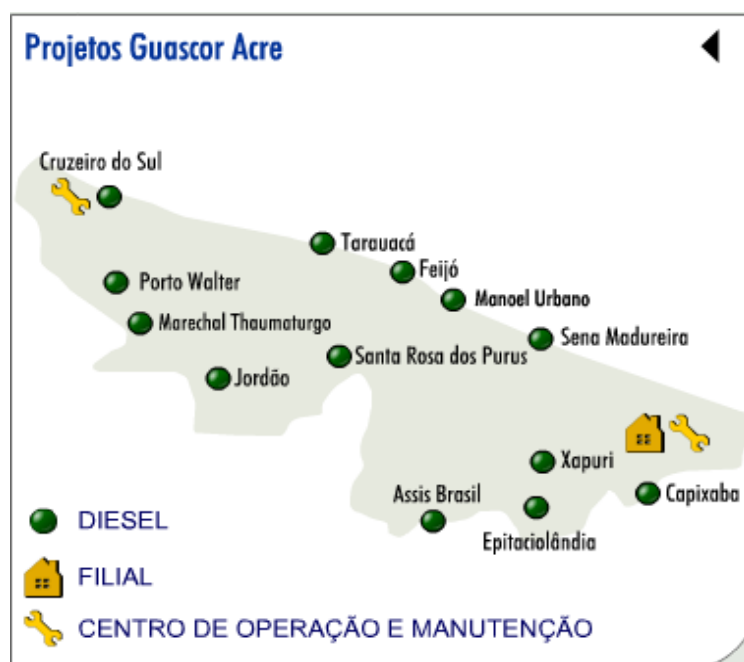 Projetos Guascor Acre
Cruzeiro do Sul
Tarauacá
Feijó
Porto Walter
Manoel Urbano
Marechal Thaumaturgo
Sena Madureira
Santa Rosa dos Purus
Jordão
Xapuri
Assis Brasil
Capixaba
Epitaciolândia
DIESEL
FILIAL
CENTRO DE OPERAÇÃO E MANUTENÇÃO